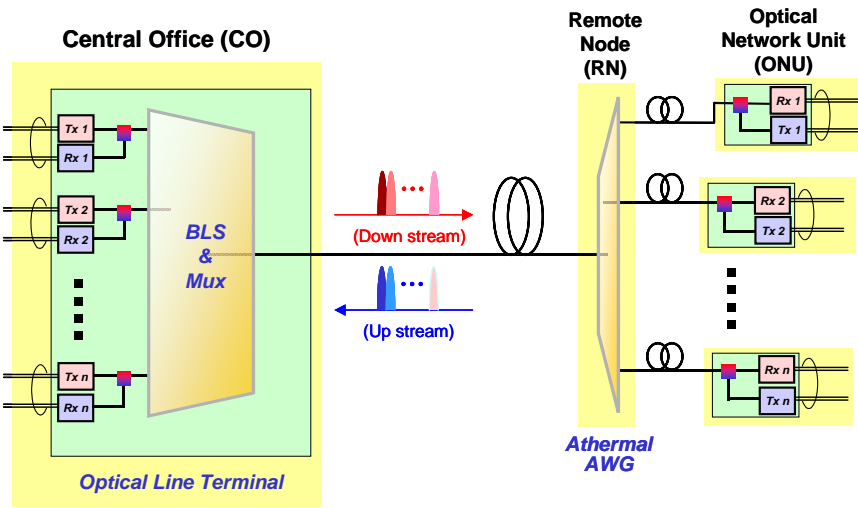 Central Office (CO)
Remote
Node
(RN)
Optical
Network Unit
(ONU)
Tx 1
Rx 1
Tx 2
Rx 2
Tx n
Rx n
BLS
&
Mux
Optical Line Terminal
(Down stream)
(Up stream)
Athermal
AWG
Rx 1
Tx 1
Rx 2
Tx 2
Rx n
Tx n